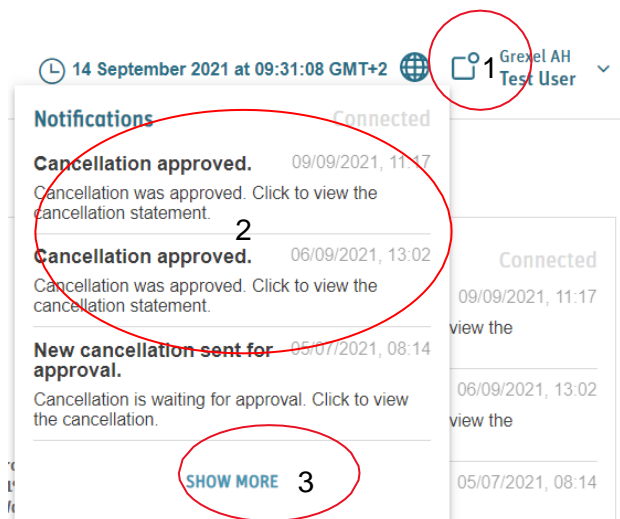 14 September 2021 at 09:31:08 GMT+2
1
Grexel AH
Test User
Notifications Connected
Cancellation approved. 09/09/2021, 11:17
Cancellation was approved. Click to view the
cancellation statement.
2
Cancellation approved. 06/09/2021, 13:02
Cancellation was approved. Click to view the
cancellation statement.
New cancellation sent for 05/07/2021, 08:14
approval.
Cancellation is waiting for approval. Click to view
the cancellation.
SHOW MORE 3
Connected
09/09/2021, 11:17
view the
06/09/2021, 13:02
view the
05/07/2021, 08:14